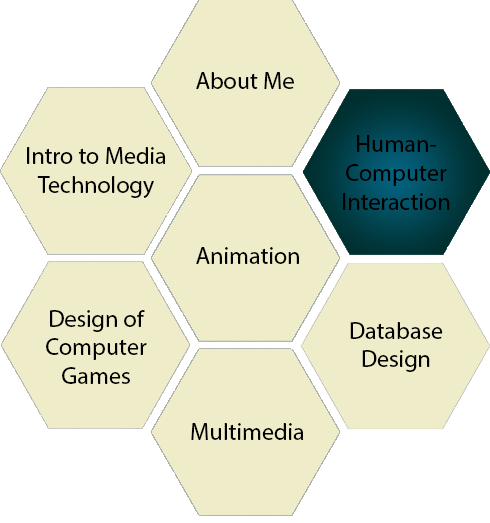 About Me
Intro to Media
Technology
Human-
Computer
Interaction
Animation
Design of
Computer
Games
Database
Design
Multimedia